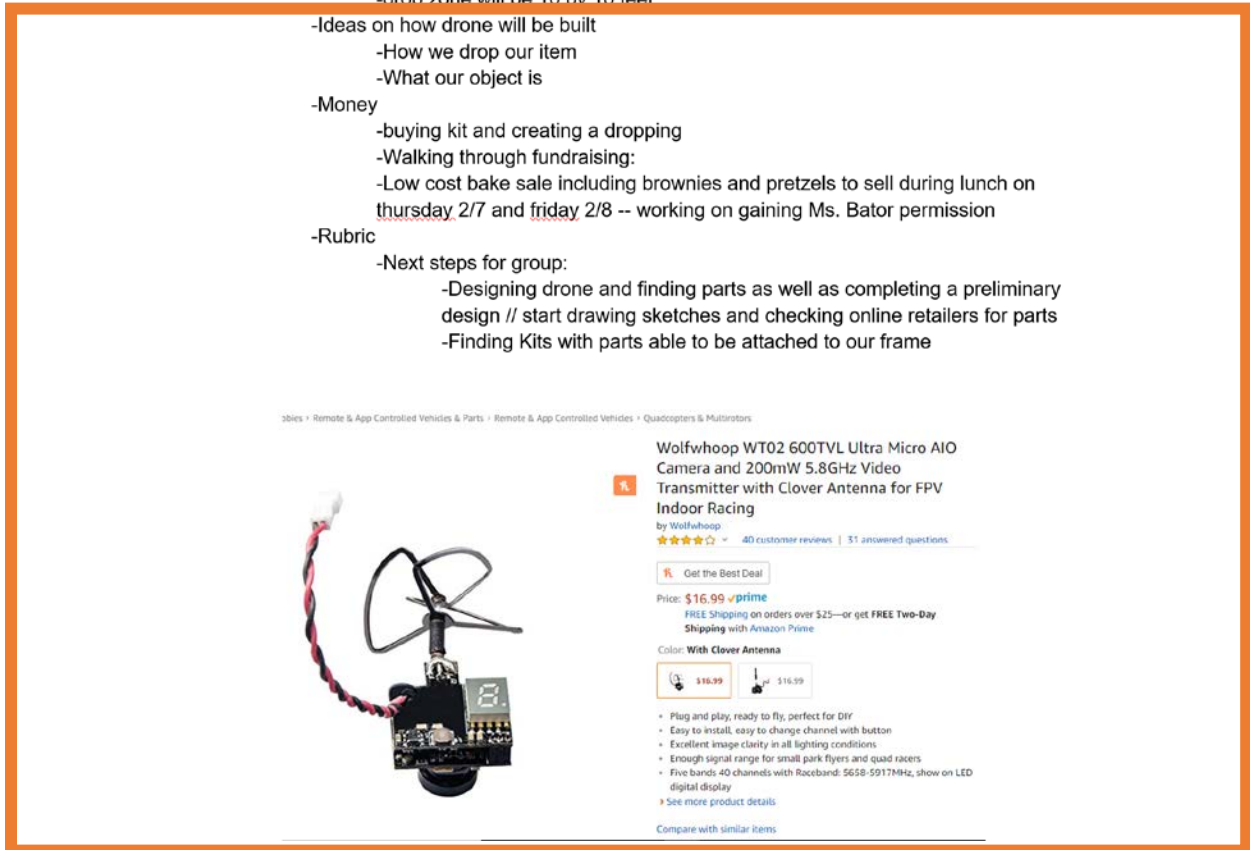 -drop zone will be 10 by 10 feet
-Ideas on how drone will be built
-How we drop our item
-What our object is
-Money
-buying kit and creating a dropping
-Walking through fundraising:
-Low cost bake sale including brownies and pretzels to sell during lunch on
thursday 2/7 and friday 2/8 -- working on gaining Ms. Bator permission
-Rubric
-Next steps for group:
-Designing drone and finding parts as well as completing a preliminary
design // start drawing sketches and checking online retailers for parts
-Finding Kits with parts able to be attached to our frame
obies › Remote & App Controlled Vehicles & Parts › Remote & App Controlled Vehicles › Quadcopters & Multirotors
Wolfwhoop WT02 600TVL Ultra Micro AIO
Camera and 200mW 5.8GHz Video
Transmitter with Clover Antenna for FPV
Indoor Racing
by Wolfwhoop
40 customer reviews | 31 answered questions
Get the Best Deal
Price: $16.99 prime
FREE Shipping on orders over $25—or get FREE Two-Day
Shipping with Amazon Prime
Color: With Clover Antenna
$16.99 $16.99
• Plug and play, ready to fly, perfect for DIY
• Easy to install, easy to change channel with button
• Excellent image clarity in all lighting conditions
• Enough signal range for small park flyers and quad racers
• Five bands 40 channels with Raceband: 5658-5917MHz, show on LED
digital display
› See more product details
Compare with similar items